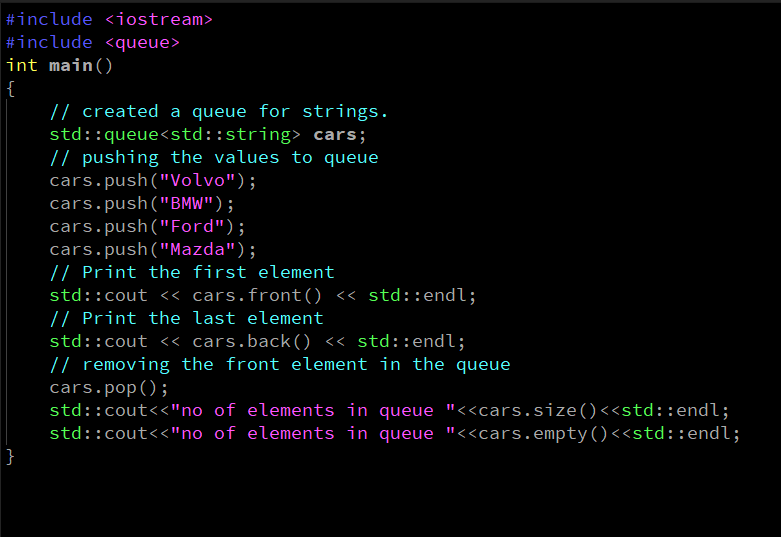 #include <iostream>
#include <queue>
int main()
{
    // created a queue for strings.
    std::queue<std::string> cars;
    // pushing the values to queue
    cars.push("Volvo");
    cars.push("BMW");
    cars.push("Ford");
    cars.push("Mazda");
    // Print the first element
    std::cout << cars.front() << std::endl;
    // Print the last element
    std::cout << cars.back() << std::endl;
    // removing the front element in the queue
    cars.pop();
    std::cout<<"no of elements in queue "<<cars.size()<<std::endl;
    std::cout<<"no of elements in queue "<<cars.empty()<<std::endl;
}